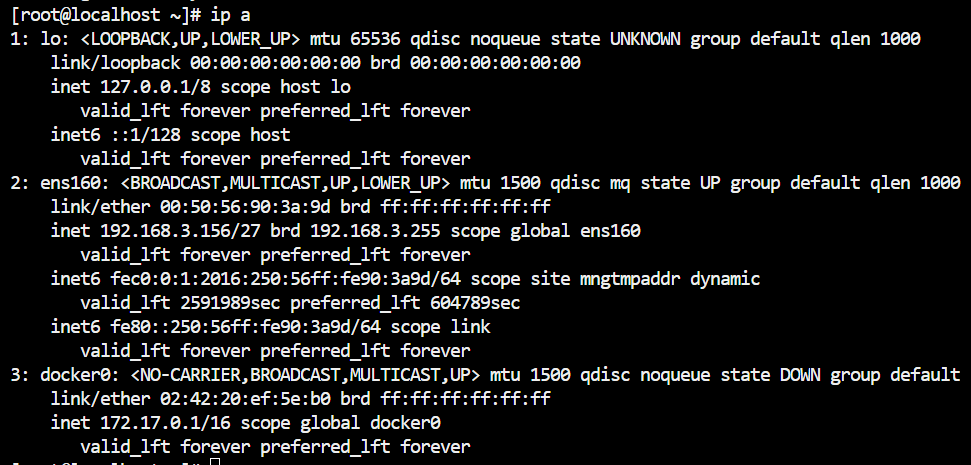 [root@localhost ~]# ip a
1: lo: <LOOPBACK,UP,LOWER_UP> mtu 65536 qdisc noqueue state UNKNOWN group default qlen 1000
    link/loopback 00:00:00:00:00:00 brd 00:00:00:00:00:00
    inet 127.0.0.1/8 scope host lo
       valid_lft forever preferred_lft forever
    inet6 ::1/128 scope host
       valid_lft forever preferred_lft forever
2: ens160: <BROADCAST,MULTICAST,UP,LOWER_UP> mtu 1500 qdisc mq state UP group default qlen 1000
    link/ether 00:50:56:90:3a:9d brd ff:ff:ff:ff:ff:ff
    inet 192.168.3.156/27 brd 192.168.3.255 scope global ens160
       valid_lft forever preferred_lft forever
    inet6 fec0:0:1:2016:250:56ff:fe90:3a9d/64 scope site mngtmpaddr dynamic
       valid_lft 2591989sec preferred_lft 604789sec
    inet6 fe80::250:56ff:fe90:3a9d/64 scope link
       valid_lft forever preferred_lft forever
3: docker0: <NO-CARRIER,BROADCAST,MULTICAST,UP> mtu 1500 qdisc noqueue state DOWN group default
    link/ether 02:42:20:ef:5e:b0 brd ff:ff:ff:ff:ff:ff
    inet 172.17.0.1/16 scope global docker0
       valid_lft forever preferred_lft forever